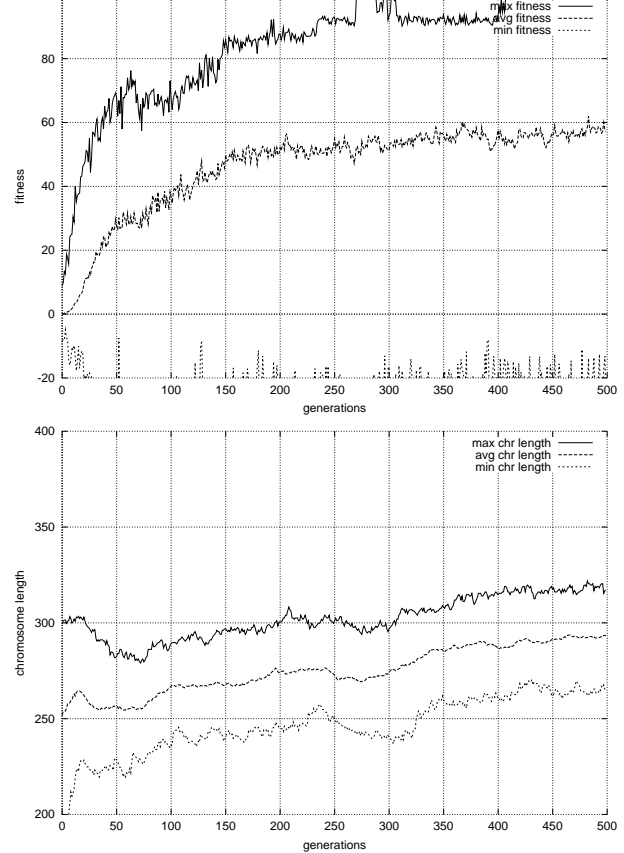 max fitness
avg fitness
min fitness
80
60
40
20
0
-20
fitness
0 50 100 150 200 250 300 350 400 450 500
generations
400
350
300
250
200
chromosome length
max chr length
avg chr length
min chr length
0 50 100 150 200 250 300 350 400 450 500
generations